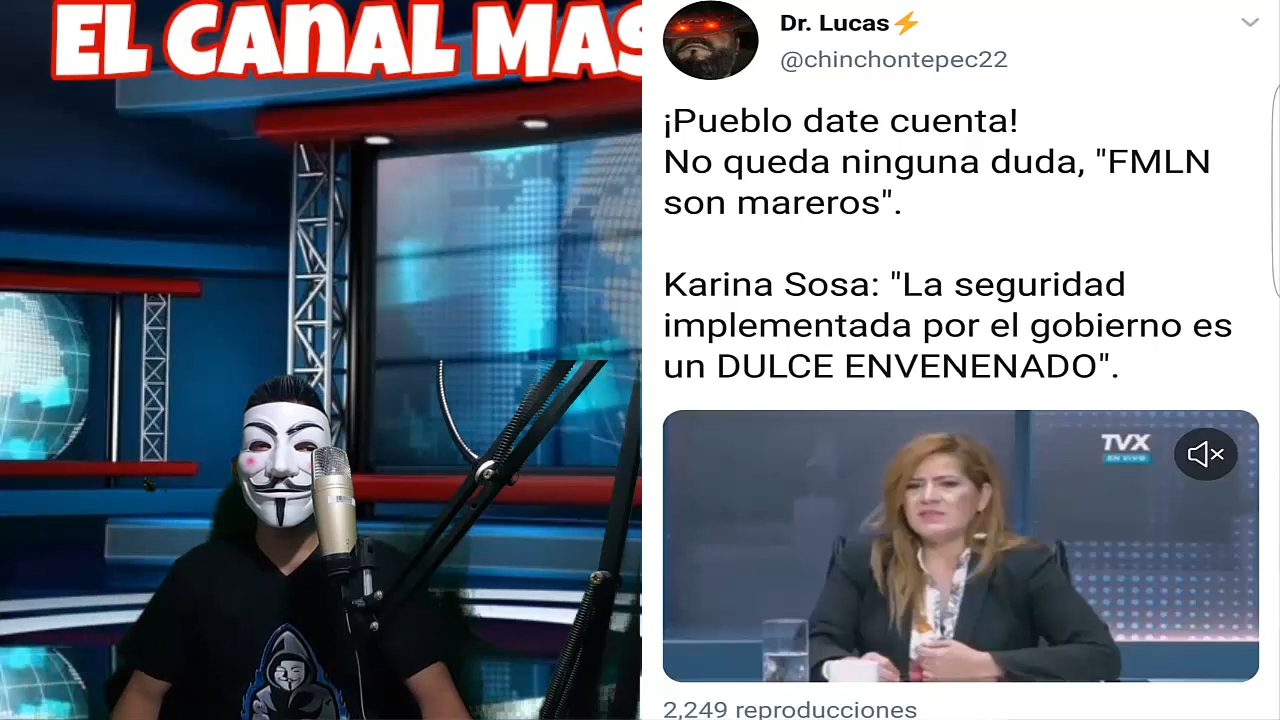 EL CANAL MAS
Dr. Lucas⚡
@chinchontepec22
¡Pueblo date cuenta!
No queda ninguna duda, "FMLN
son mareros".
Karina Sosa: "La seguridad
implementada por el gobierno es
un DULCE ENVENENADO".
TVX
EN VIVO
2,249 reproducciones